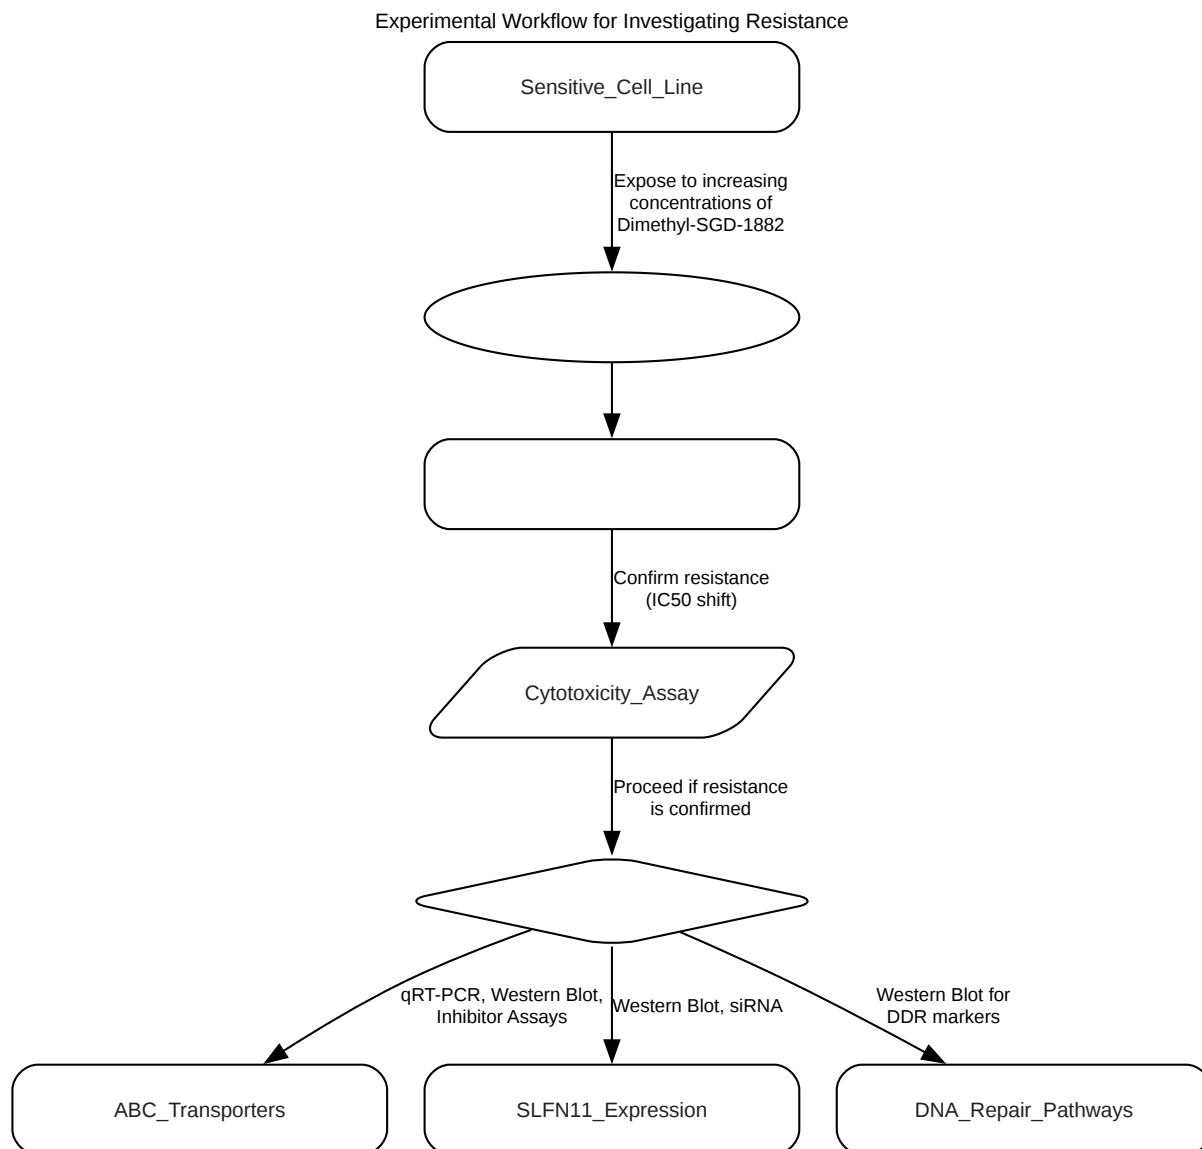 Experimental Workflow for Investigating Resistance
Sensitive_Cell_Line
Expose to increasing
concentrations of
Dimethyl-SGD-1882
Confirm resistance
(IC50 shift)
Cytotoxicity_Assay
Proceed if resistance
is confirmed
qRT-PCR, Western Blot,
Inhibitor Assays
Western Blot, siRNA
Western Blot for
DDR markers
ABC_Transporters
SLFN11_Expression
DNA_Repair_Pathways